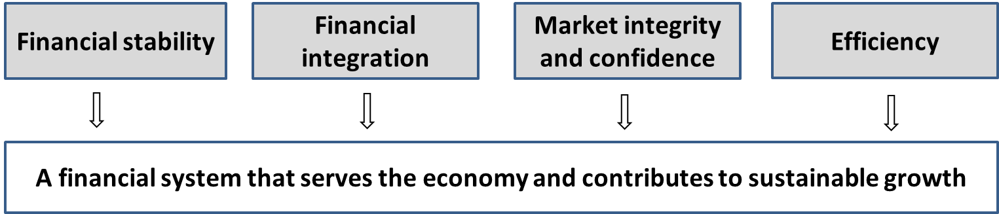 Financial stability
Financial
integration
Market integrity
and confidence
Efficiency
A financial system that serves the economy and contributes to sustainable growth